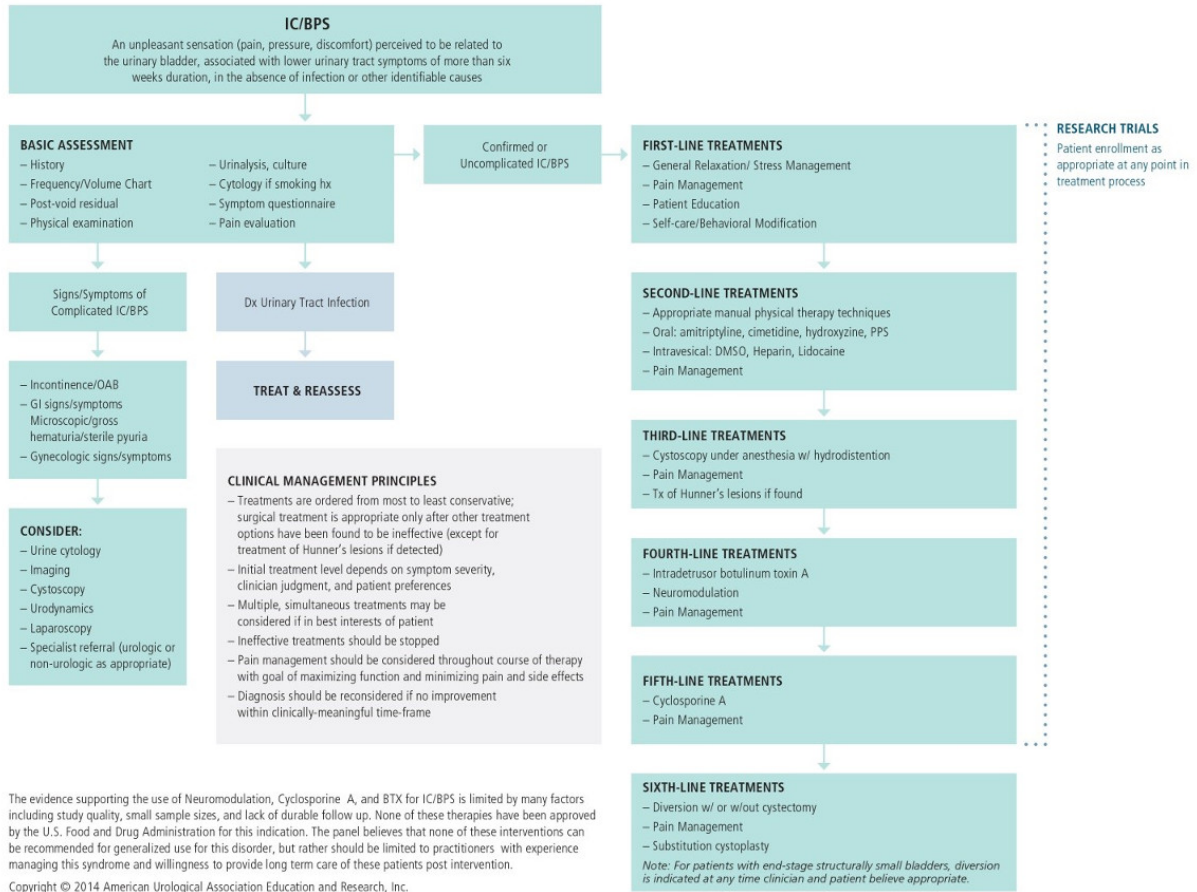 IC/BPS
An unpleasant sensation (pain, pressure, discomfort) perceived to be related to
the urinary bladder, associated with lower urinary tract symptoms of more than six
weeks duration, in the absence of infection or other identifiable causes
BASIC ASSESSMENT
– History
– Frequency/Volume Chart
– Post-void residual
– Physical examination
– Urinalysis, culture
– Cytology if smoking hx
– Symptom questionnaire
– Pain evaluation
Confirmed or
Uncomplicated IC/BPS
Signs/Symptoms of
Complicated IC/BPS
– Incontinence/OAB
– GI signs/symptoms
Microscopic/gross
hematuria/sterile pyuria
– Gynecologic signs/symptoms
CONSIDER:
– Urine cytology
– Imaging
– Cystoscopy
– Urodynamics
– Laparoscopy
– Specialist referral (urologic or
non-urologic as appropriate)
Dx Urinary Tract Infection
TREAT & REASSESS
CLINICAL MANAGEMENT PRINCIPLES
– Treatments are ordered from most to least conservative;
surgical treatment is appropriate only after other treatment
options have been found to be ineffective (except for
treatment of Hunner's lesions if detected)
– Initial treatment level depends on symptom severity,
clinician judgment, and patient preferences
– Multiple, simultaneous treatments may be
considered if in best interests of patient
– Ineffective treatments should be stopped
– Pain management should be considered throughout course of therapy
with goal of maximizing function and minimizing pain and side effects
– Diagnosis should be reconsidered if no improvement
within clinically-meaningful time-frame
FIRST-LINE TREATMENTS
– General Relaxation/ Stress Management
– Pain Management
– Patient Education
– Self-care/Behavioral Modification
SECOND-LINE TREATMENTS
– Appropriate manual physical therapy techniques
– Oral: amitriptyline, cimetidine, hydroxyzine, PPS
– Intravesical: DMSO, Heparin, Lidocaine
– Pain Management
THIRD-LINE TREATMENTS
– Cystoscopy under anesthesia w/ hydrodistention
– Pain Management
– Tx of Hunner's lesions if found
FOURTH-LINE TREATMENTS
– Intradetrusor botulinum toxin A
– Neuromodulation
– Pain Management
FIFTH-LINE TREATMENTS
– Cyclosporine A
– Pain Management
SIXTH-LINE TREATMENTS
– Diversion w/ or w/out cystectomy
– Pain Management
– Substitution cystoplasty
Note: For patients with end-stage structurally small bladders, diversion
is indicated at any time clinician and patient believe appropriate.
RESEARCH TRIALS
Patient enrollment as
appropriate at any point in
treatment process
The evidence supporting the use of Neuromodulation, Cyclosporine A, and BTX for IC/BPS is limited by many factors
including study quality, small sample sizes, and lack of durable follow up. None of these therapies have been approved
by the U.S. Food and Drug Administration for this indication. The panel believes that none of these interventions can
be recommended for generalized use for this disorder, but rather should be limited to practitioners with experience
managing this syndrome and willingness to provide long term care of these patients post intervention.
Copyright © 2014 American Urological Association Education and Research, Inc.